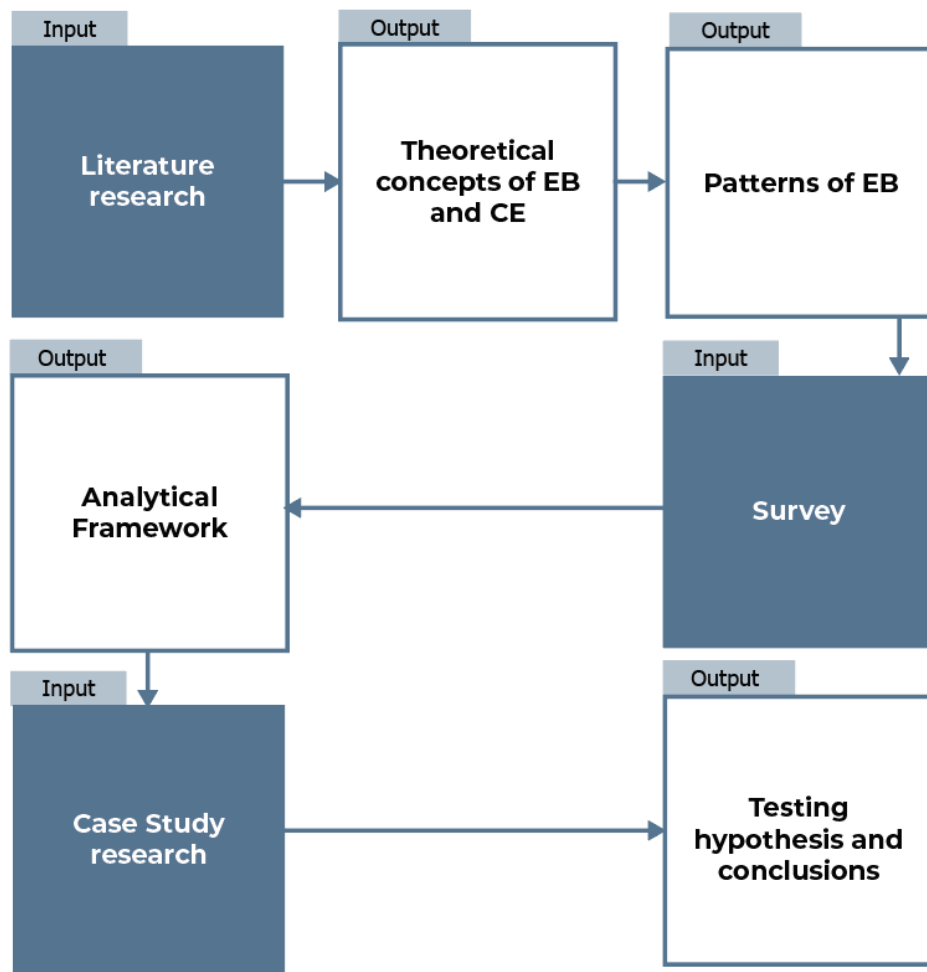 Input
Literature
research
Output
Theoretical
concepts of EB
and CE
Output
Patterns of EB
Input
Survey
Output
Analytical
Framework
Input
Case Study
research
Output
Testing
hypothesis and
conclusions